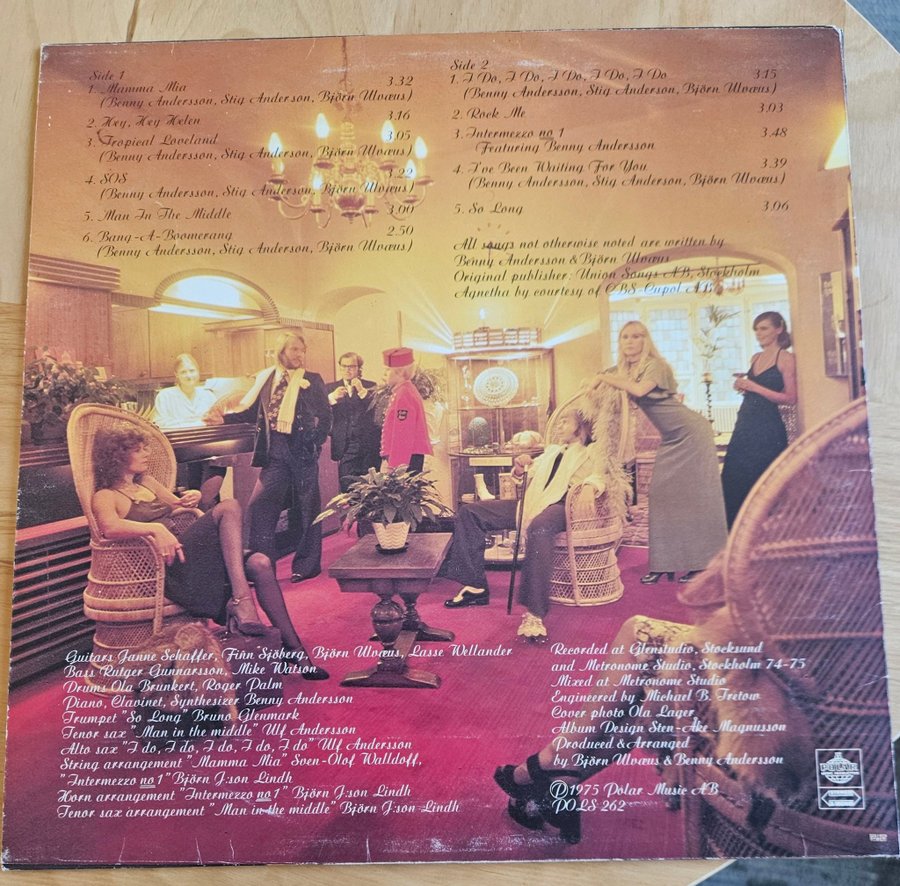 Side 1
1. Mamma Mia 3.32
(Benny Andersson, Stig Anderson, Björn Ulvæus)
2. Hey, Hey Helen 3.16
3. Tropical Loveland 3.05
(Benny Andersson, Stig Anderson, Björn Ulvæus)
4. SOS 3.22
(Benny Andersson, Stig Anderson, Björn Ulvæus)
5. Man In The Middle 3.00
6. Bang-A-Boomerang 2.50
(Benny Andersson, Stig Anderson, Björn Ulvæus)
Side 2
1. I Do, I Do, I Do, I Do, I Do 3.15
(Benny Andersson, Stig Anderson, Björn Ulvæus)
2. Rock Me 3.03
3. Intermezzo no 1 3.48
Featuring Benny Andersson
4. I've Been Waiting For You 3.39
(Benny Andersson, Stig Anderson, Björn Ulvæus)
5. So Long 3.06
All songs not otherwise noted are written by
Benny Andersson & Björn Ulvæus
Original publisher: Union Songs AB, Stockholm
Agnetha by courtesy of CBS-Cupol AB
Guitars Janne Schaffer, Finn Sjöberg, Björn Ulvæus, Lasse Wellander
Bass Rutger Gunnarsson, Mike Watson
Drums Ola Brunkert, Roger Palm
Piano, Clavinet, Synthesizer Benny Andersson
Trumpet "So Long" Bruno Glenmark
Tenor sax "Man in the middle" Ulf Andersson
Alto sax "I do, I do, I do, I do, I do" Ulf Andersson
String arrangement "Mamma Mia" Sven-Olof Walldoff,
"Intermezzo no 1" Björn J:son Lindh
Horn arrangement "Intermezzo no 1" Björn J:son Lindh
Tenor sax arrangement "Man in the middle" Björn J:son Lindh
Recorded at Glenstudio, Stocksund
and Metronome Studio, Stockholm 74-75
Mixed at Metronome Studio
Engineered by Michael B. Tretow
Cover photo Ola Lager
Album Design Sten-Åke Magnusson
Produced & Arranged
by Björn Ulvæus & Benny Andersson
Ⓟ 1975 Polar Music AB
POLS 262